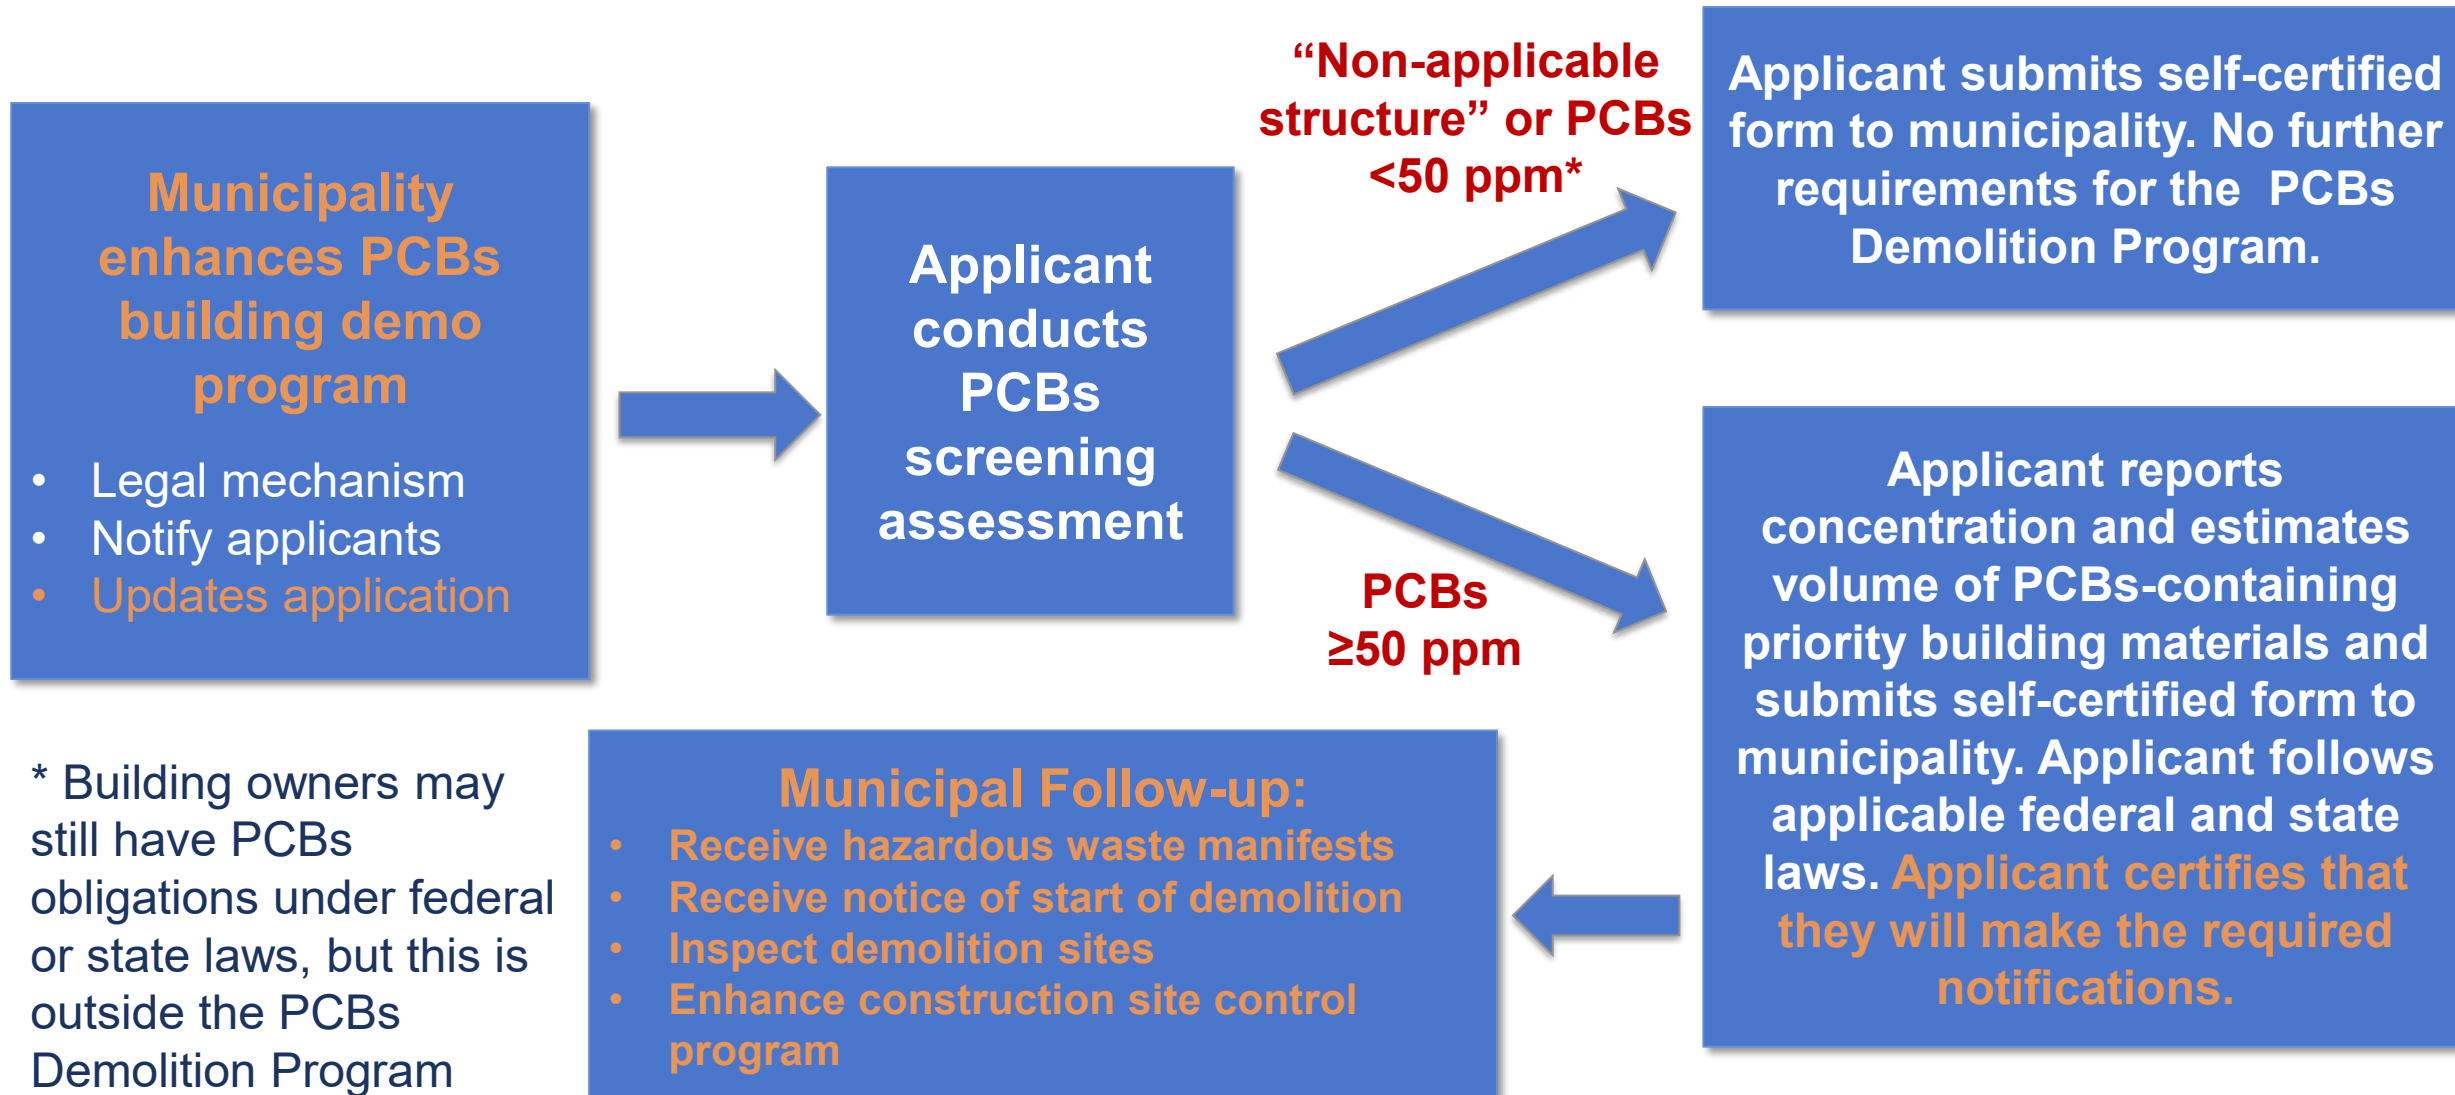 Municipality
enhances PCBs
building demo
program
• Legal mechanism
• Notify applicants
• Updates application
Applicant
conducts
PCBs
screening
assessment
“Non-applicable
structure” or PCBs
<50 ppm*
Applicant submits self-certified
form to municipality. No further
requirements for the PCBs
Demolition Program.
PCBs
≥50 ppm
Applicant reports
concentration and estimates
volume of PCBs-containing
priority building materials and
submits self-certified form to
municipality. Applicant follows
applicable federal and state
laws. Applicant certifies that
they will make the required
notifications.
Municipal Follow-up:
• Receive hazardous waste manifests
• Receive notice of start of demolition
• Inspect demolition sites
• Enhance construction site control
program
* Building owners may
still have PCBs
obligations under federal
or state laws, but this is
outside the PCBs
Demolition Program